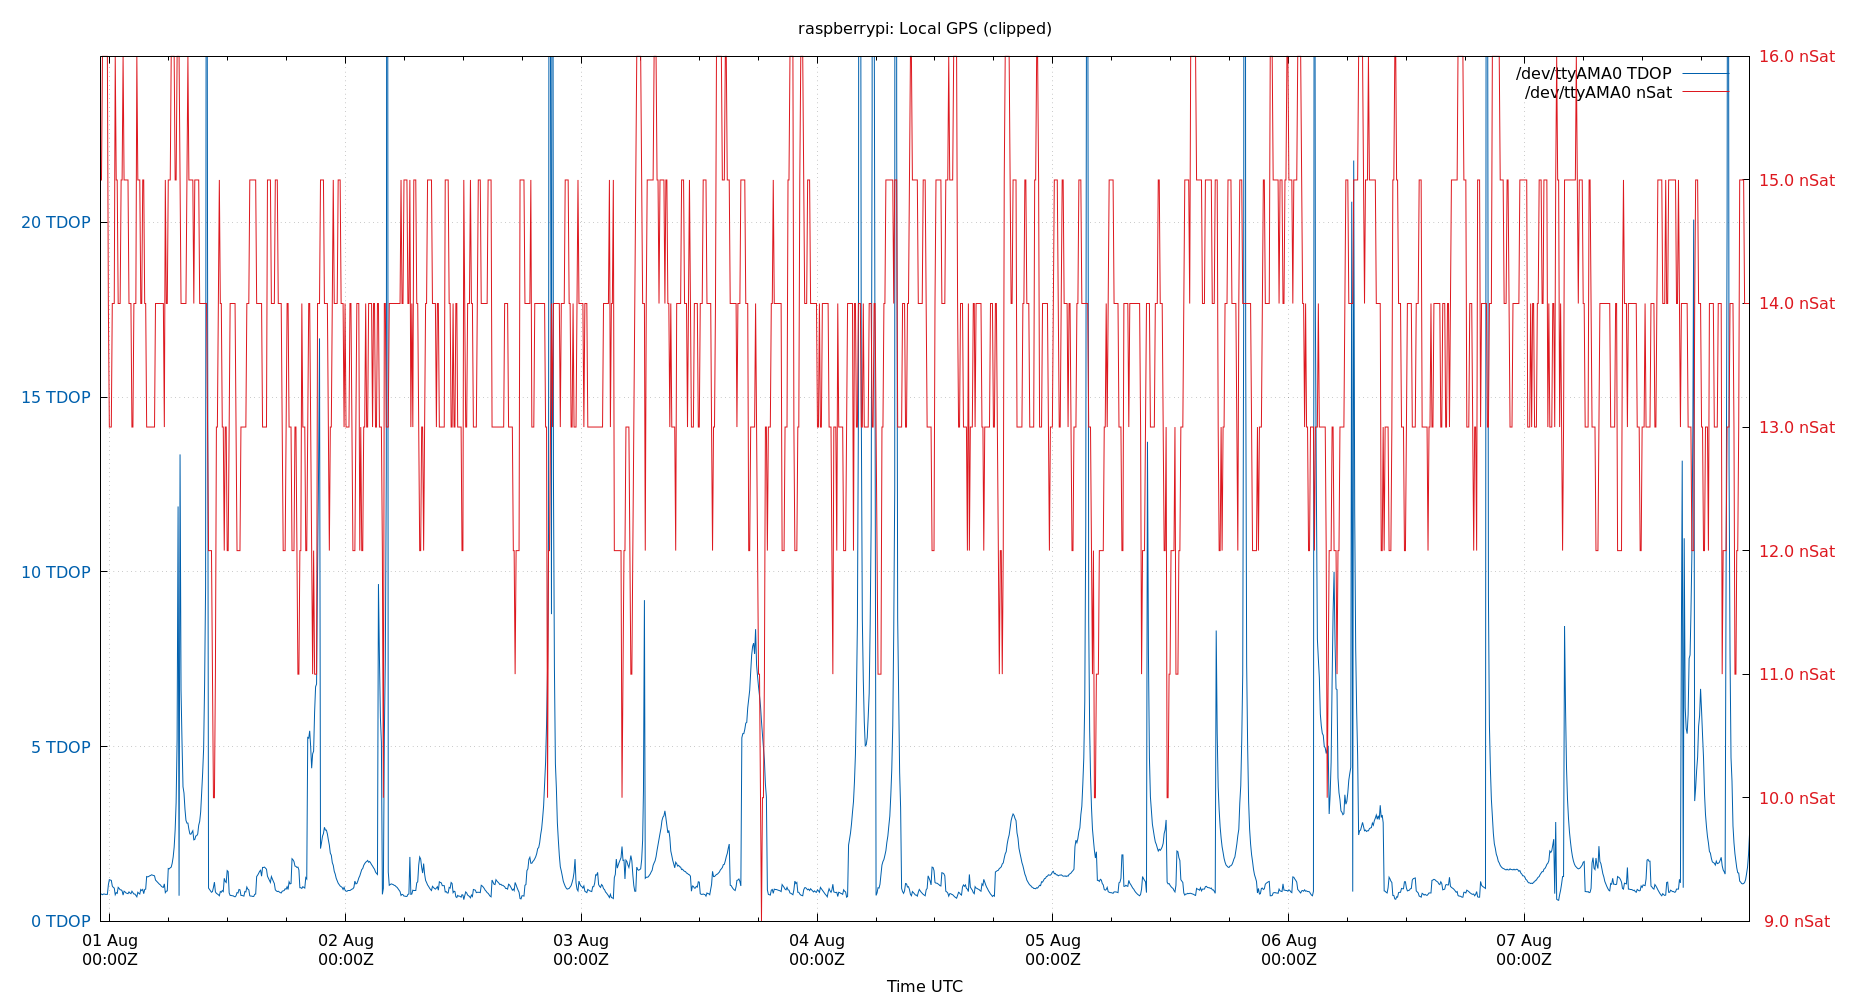 raspberrypi: Local GPS (clipped)
16.0 nSat
/dev/ttyAMA0 TDOP
/dev/ttyAMA0 nSat
15.0 nSat
20 TDOP
14.0 nSat
15 TDOP
13.0 nSat
12.0 nSat
10 TDOP
11.0 nSat
5 TDOP
10.0 nSat
0 TDOP
9.0 nSat
01 Aug 02 Aug 03 Aug 04 Aug 05 Aug 06 Aug 07 Aug
00:00Z 00:00Z 00:00Z 00:00Z 00:00Z 00:00Z 00:00Z
Time UTC